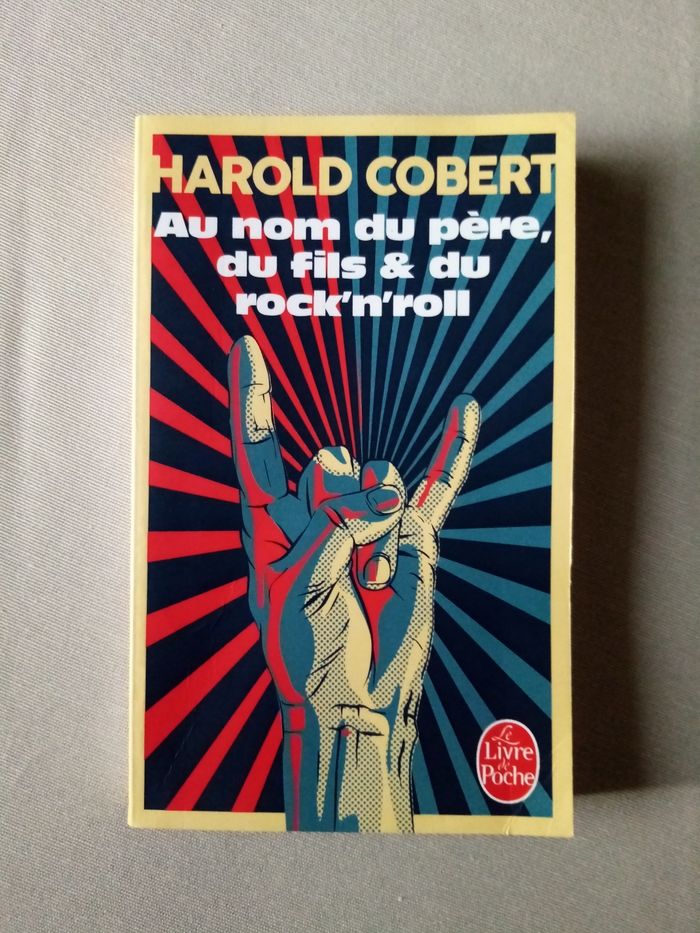 HAROLD COBERT
Au nom du père,
du fils & du
rock'n'roll
Le
Livre
de
Poche